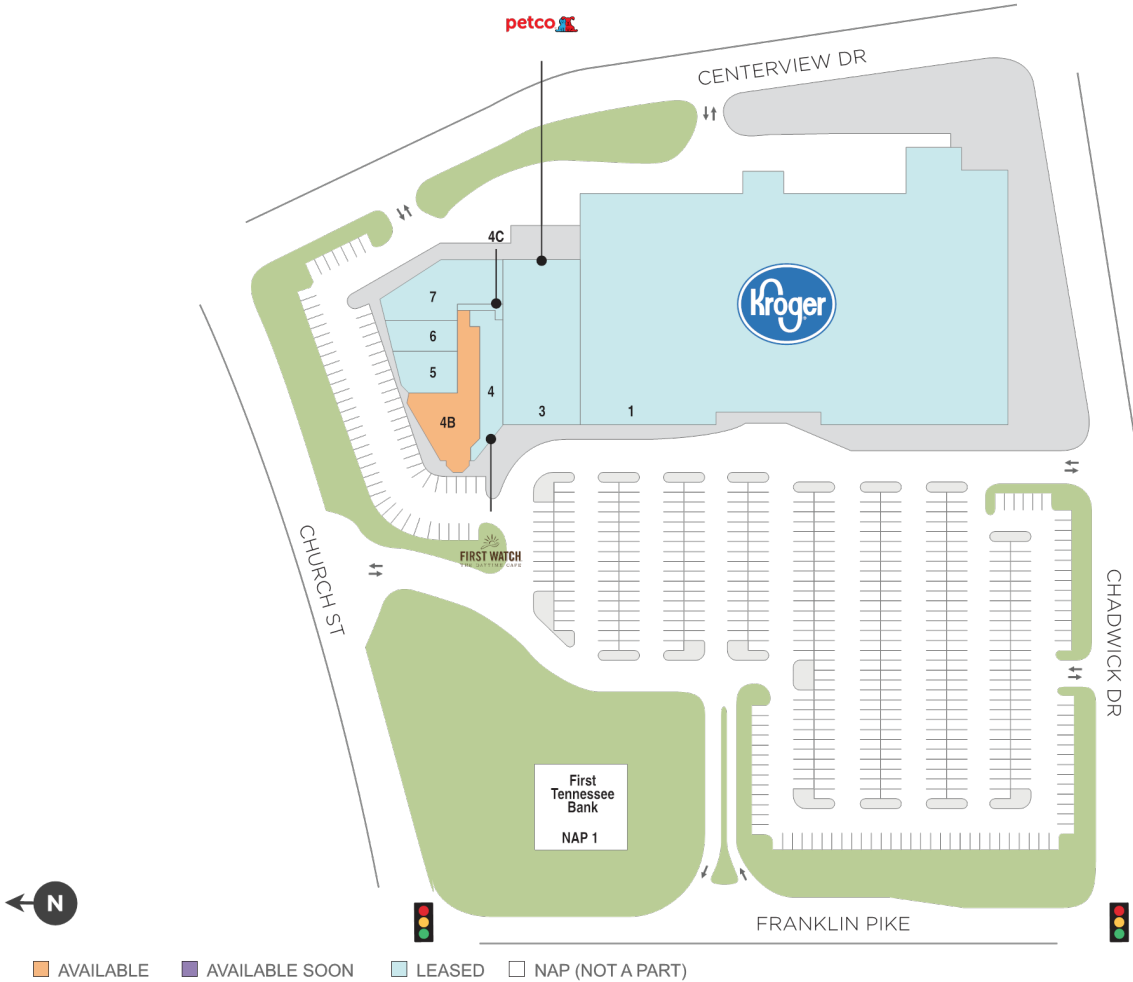 petco
CENTERVIEW DR
4C
7
6
5
4
4B
3
1
Kroger
CHURCH ST
FIRST WATCH
THE DAYTIME CAFE
CHADWICK DR
First
Tennessee
Bank
NAP 1
N
FRANKLIN PIKE
AVAILABLE
AVAILABLE SOON
LEASED
NAP (NOT A PART)